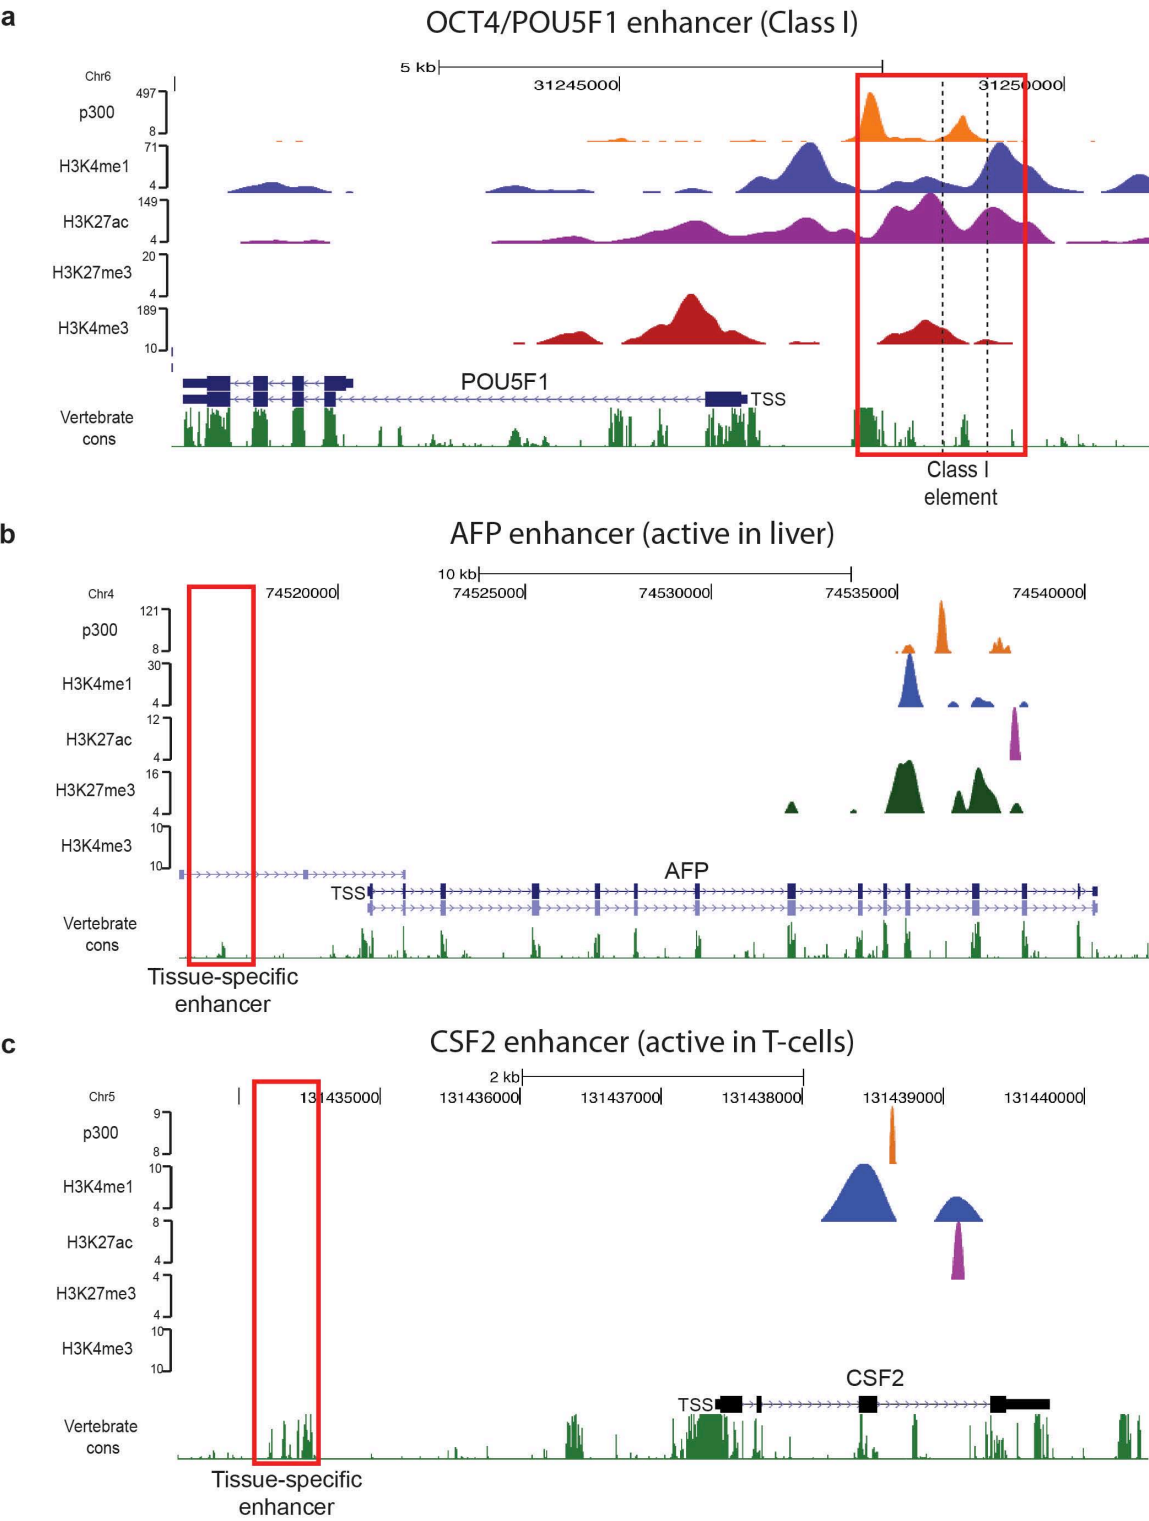 a
OCT4/POU5F1 enhancer (Class I)
5 kb
Chr6
31245000
31250000
p300
497
8
H3K4me1
71
4
H3K27ac
149
4
H3K27me3
20
4
H3K4me3
189
10
POU5F1
TSS
Vertebrate
cons
Class I
element
b
AFP enhancer (active in liver)
10 kb
Chr4
74520000
74525000
74530000
74535000
74540000
p300
121
8
H3K4me1
30
4
H3K27ac
12
4
H3K27me3
16
4
H3K4me3
10
10
AFP
TSS
Vertebrate
cons
Tissue-specific
enhancer
c
CSF2 enhancer (active in T-cells)
2 kb
Chr5
131435000
131436000
131437000
131438000
131439000
131440000
p300
9
8
H3K4me1
10
4
H3K27ac
8
4
H3K27me3
4
4
H3K4me3
10
10
CSF2
TSS
Vertebrate
cons
Tissue-specific
enhancer